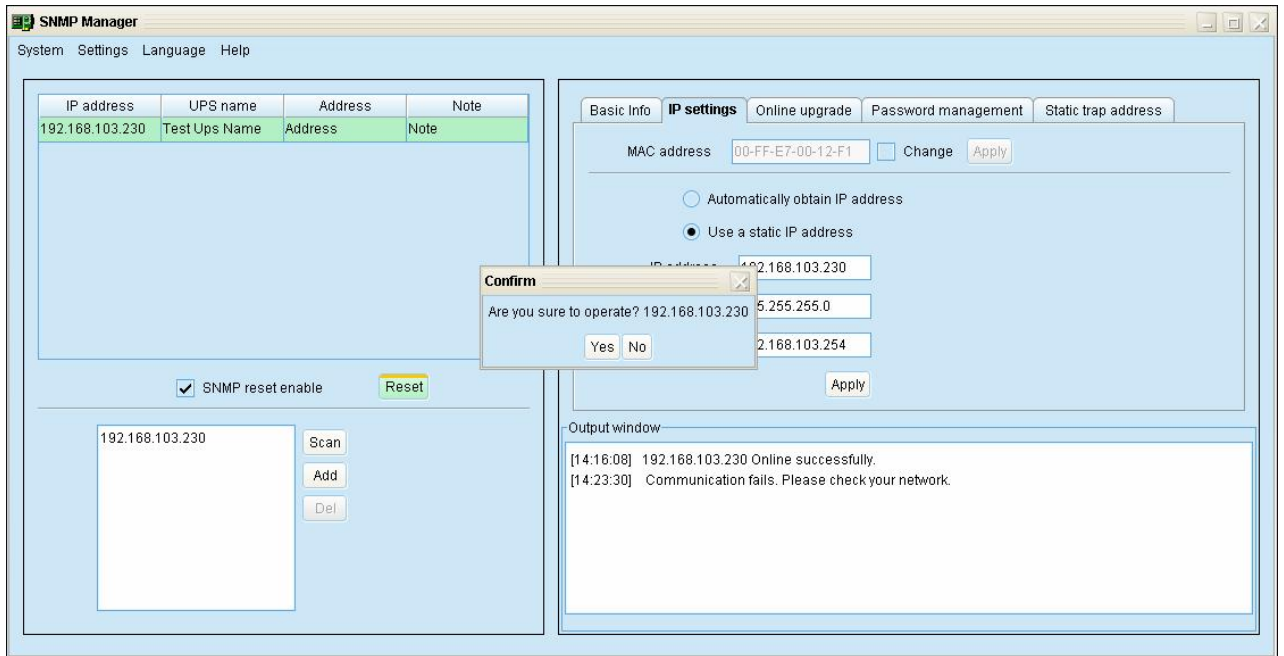 SNMP Manager
System Settings Language Help
IP address UPS name Address Note
192.168.103.230 Test Ups Name Address Note
SNMP reset enable Reset
192.168.103.230
Scan
Add
Del
Basic Info IP settings Online upgrade Password management Static trap address
MAC address 00-FF-E7-00-12-F1 Change Apply
Automatically obtain IP address
Use a static IP address
2.168.103.230
5.255.255.0
2.168.103.254
Apply
Confirm
Are you sure to operate? 192.168.103.230
Yes No
Output window
[14:16:08] 192.168.103.230 Online successfully.
[14:23:30] Communication fails. Please check your network.